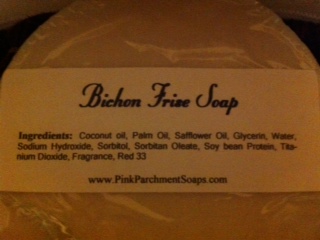 Bichon Frise Soap
Ingredients: Coconut oil, Palm Oil, Safflower Oil, Glycerin, Water,
Sodium Hydroxide, Sorbitol, Sorbitan Oleate, Soy bean Protein, Tita-
nium Dioxide, Fragrance, Red 33
www.PinkParchmentSoaps.com